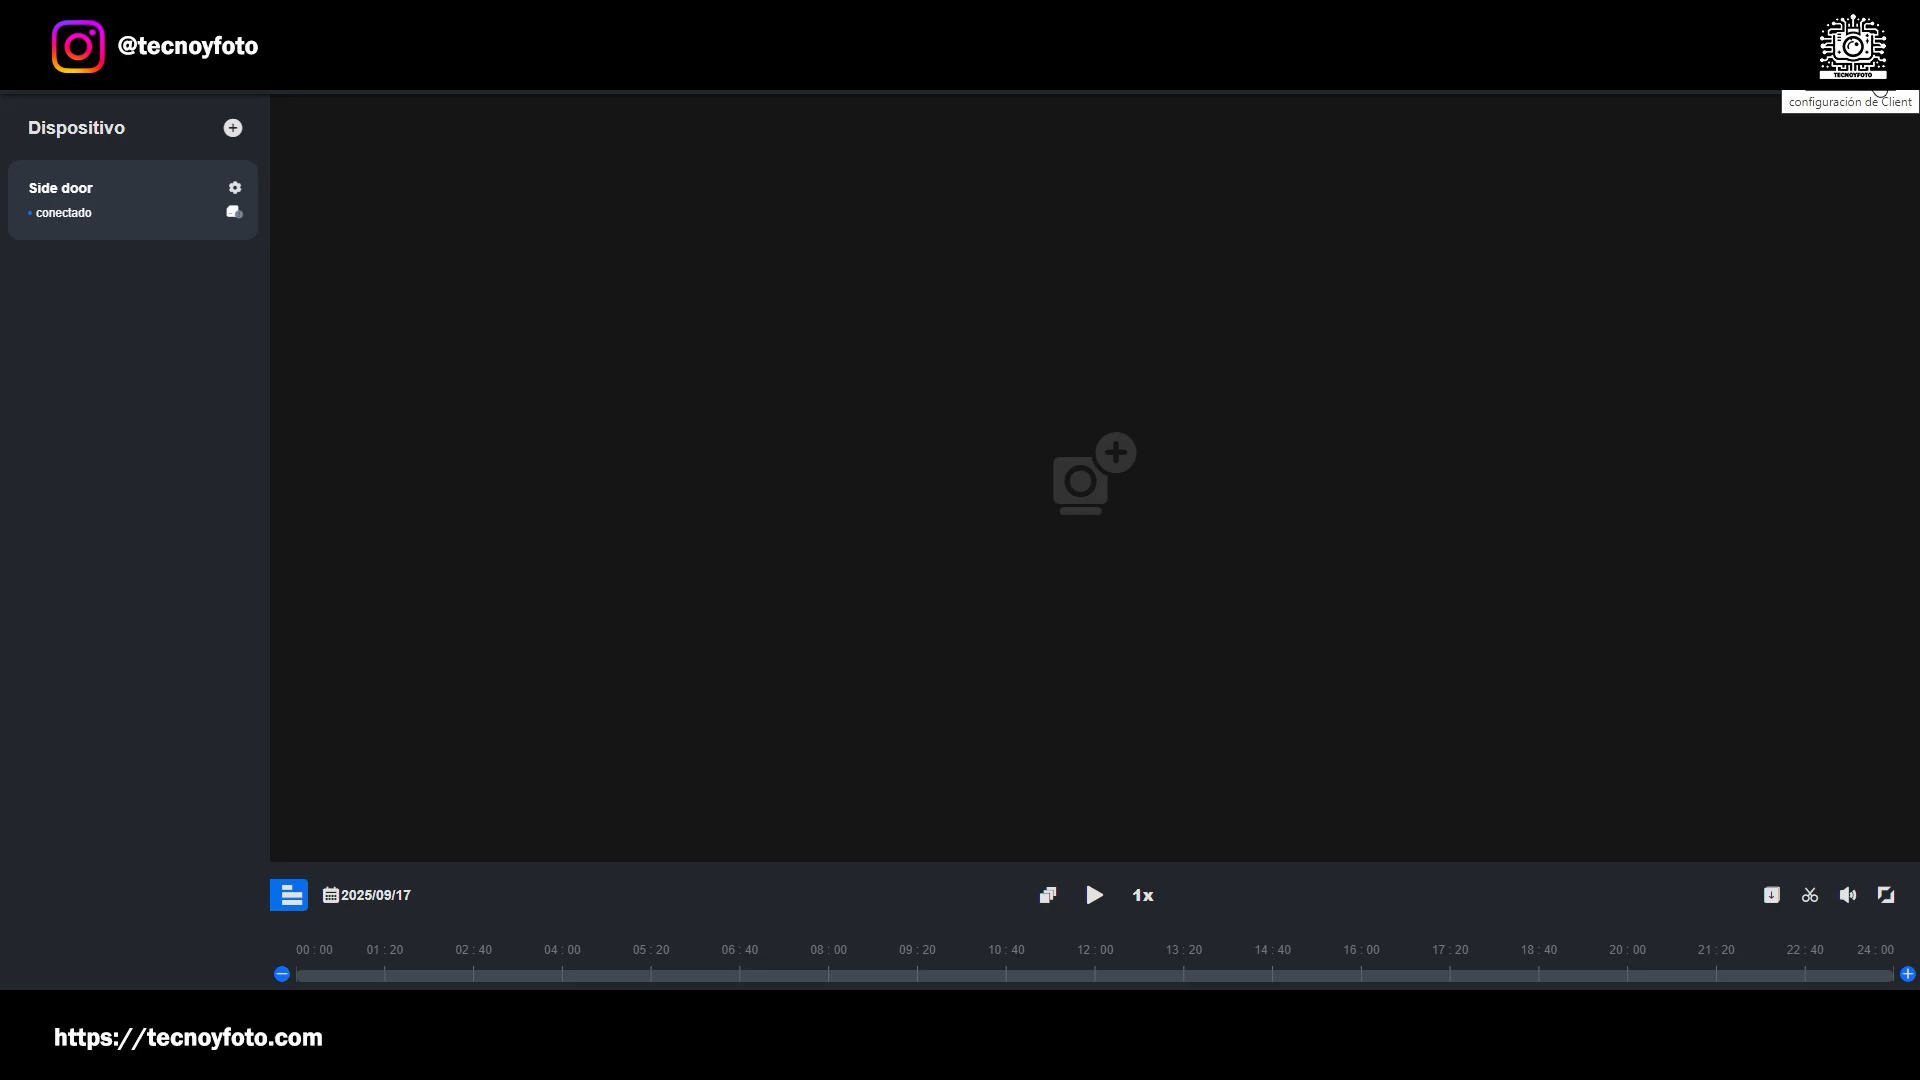 @tecnoyfoto
TECNOYFOTO
configuración de Client
Dispositivo
Side door
conectado
2025/09/17
1x
00 : 00 01 : 20 02 : 40 04 : 00 05 : 20 06 : 40 08 : 00 09 : 20 10 : 40 12 : 00 13 : 20 14 : 40 16 : 00 17 : 20 18 : 40 20 : 00 21 : 20 22 : 40 24 : 00
https://tecnoyfoto.com